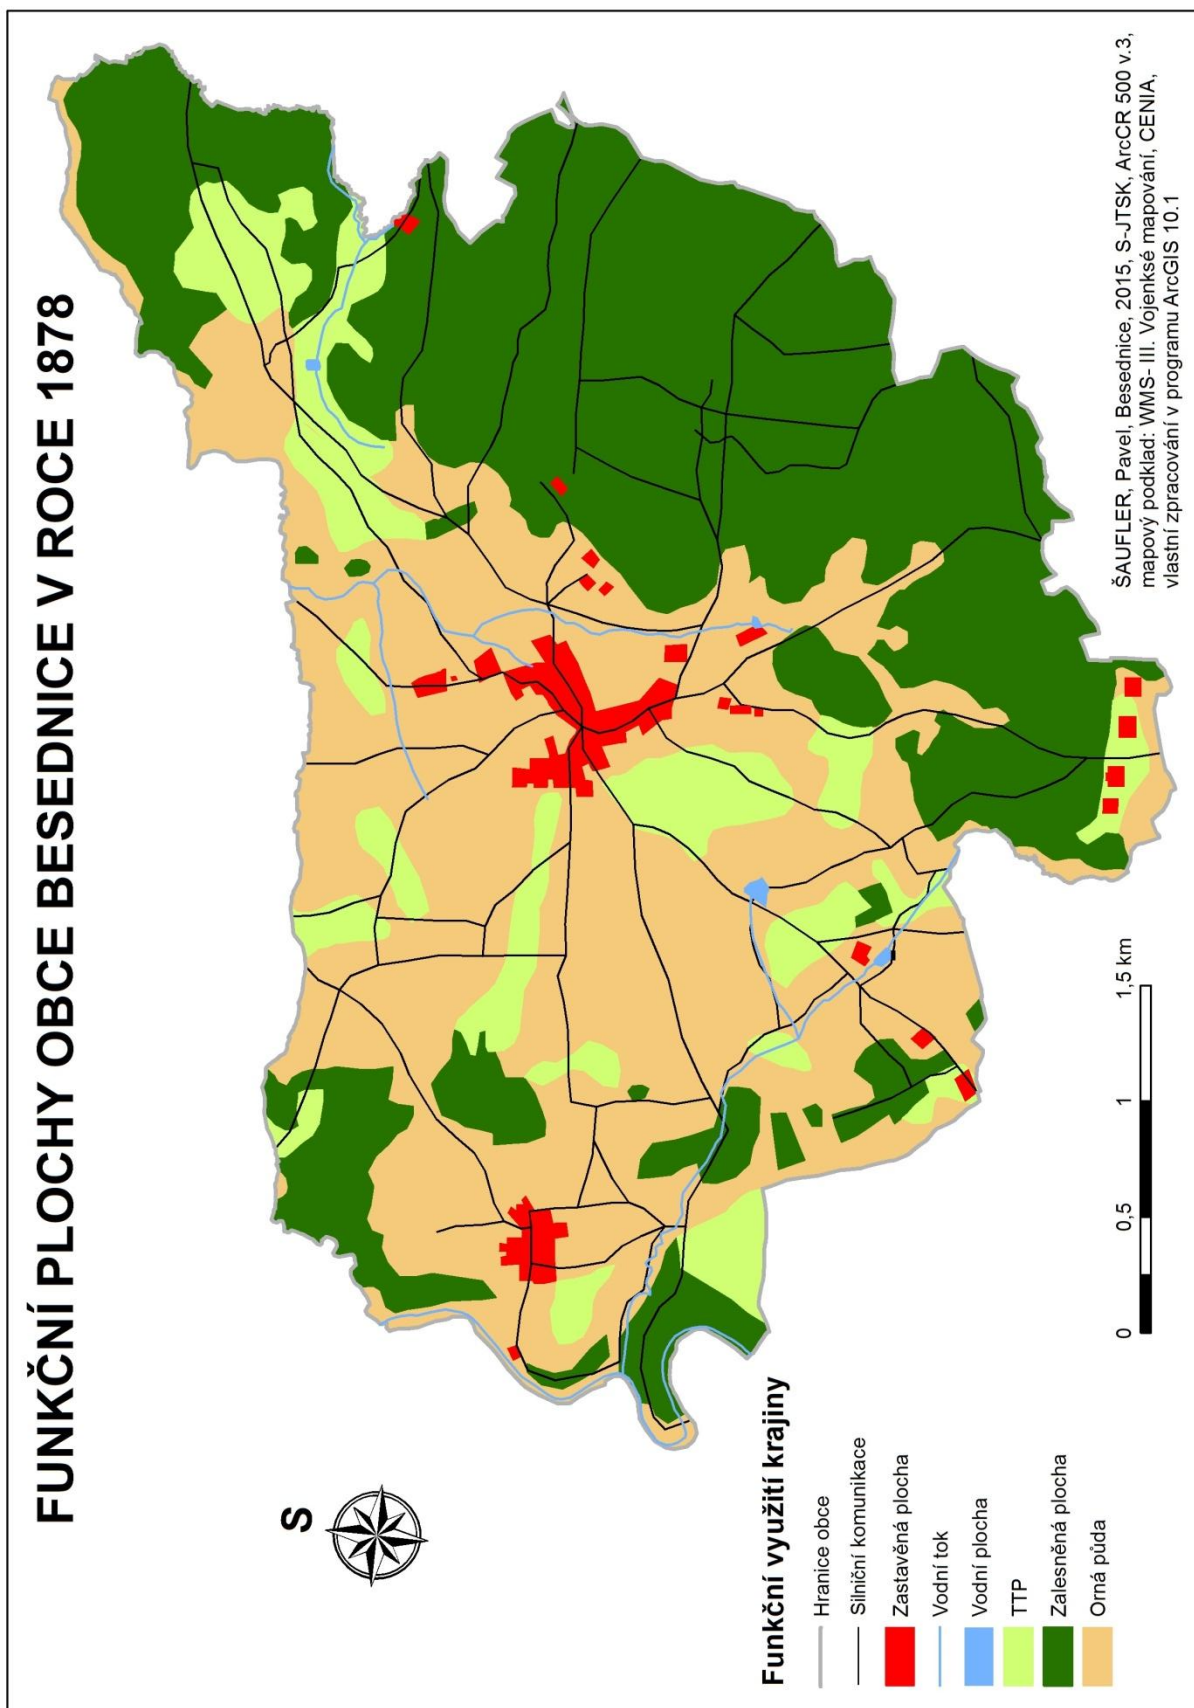 FUNKČNÍ PLOCHY OBCE BESEDNICE V ROCE 1878
S
Funkční využití krajiny
Hranice obce
Silniční komunikace
Zastavěná plocha
Vodní tok
Vodní plocha
TTP
Zalesněná plocha
Orná půda
0 0,5 1 1,5 km
ŠAUFLER, Pavel, Besednice, 2015, S-JTSK, ArcCR 500 v.3,
mapový podklad: WMS- III. Vojenkské mapování, CENIA,
vlastní zpracování v programu ArcGIS 10.1